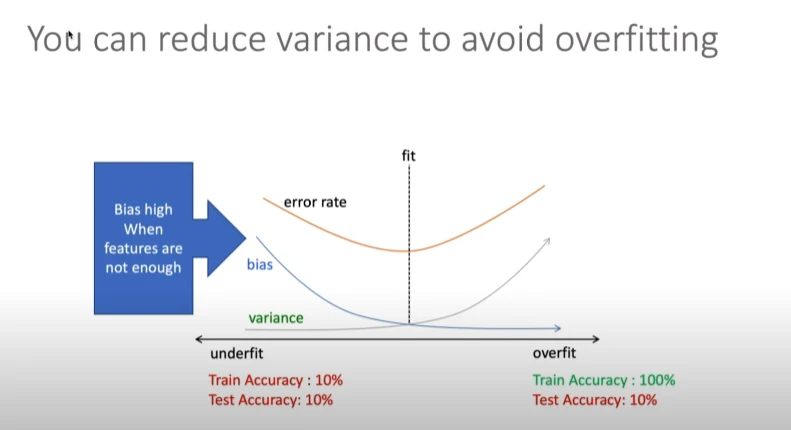 You can reduce variance to avoid overfitting
fit
error rate
Bias high
When
features are
not enough
bias
variance
underfit
overfit
Train Accuracy : 10%
Test Accuracy: 10%
Train Accuracy : 100%
Test Accuracy: 10%